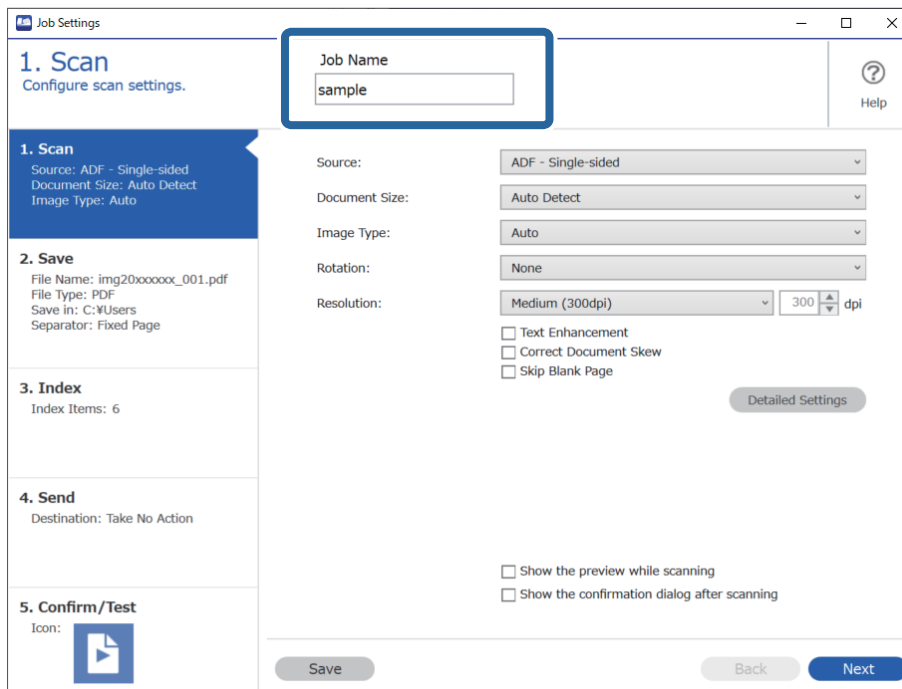 Job Settings
1. Scan
Configure scan settings.
Job Name
sample
Help
1. Scan
Source: ADF - Single-sided
Document Size: Auto Detect
Image Type: Auto
2. Save
File Name: img20xxxxxx_001.pdf
File Type: PDF
Save in: C:¥Users
Separator: Fixed Page
3. Index
Index Items: 6
4. Send
Destination: Take No Action
5. Confirm/Test
Icon:
Source: ADF - Single-sided
Document Size: Auto Detect
Image Type: Auto
Rotation: None
Resolution: Medium (300dpi) 300 dpi
Text Enhancement
Correct Document Skew
Skip Blank Page
Detailed Settings
Show the preview while scanning
Show the confirmation dialog after scanning
Save Back Next